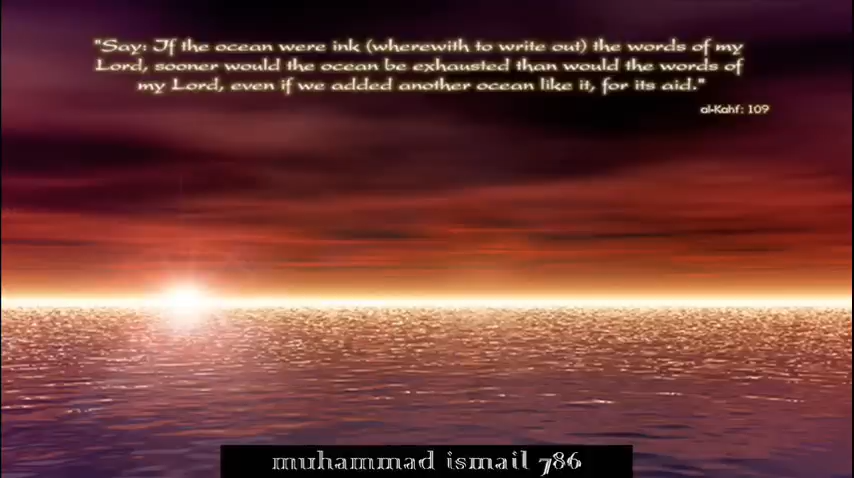 "Say: If the ocean were ink (wherewith to write out) the words of my
Lord, sooner would the ocean be exhausted than would the words of
my Lord, even if we added another ocean like it, for its aid."
al-Kahf: 109
muhammad ismail 786